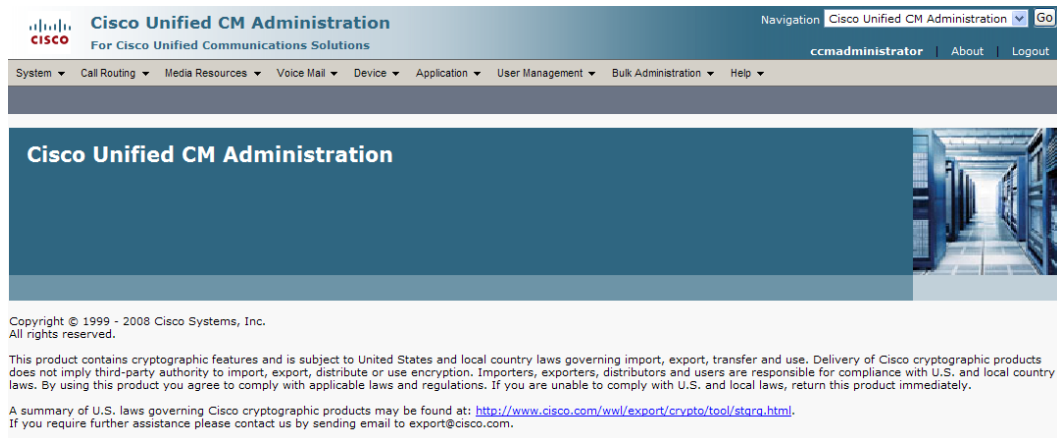 Cisco Unified CM Administration
Navigation Cisco Unified CM Administration Go
CISCO
For Cisco Unified Communications Solutions
ccmadministrator | About | Logout
System Call Routing Media Resources Voice Mail Device Application User Management Bulk Administration Help
Cisco Unified CM Administration
Copyright © 1999 - 2008 Cisco Systems, Inc.
All rights reserved.
This product contains cryptographic features and is subject to United States and local country laws governing import, export, transfer and use. Delivery of Cisco cryptographic products
does not imply third-party authority to import, export, distribute or use encryption. Importers, exporters, distributors and users are responsible for compliance with U.S. and local country
laws. By using this product you agree to comply with applicable laws and regulations. If you are unable to comply with U.S. and local laws, return this product immediately.
A summary of U.S. laws governing Cisco cryptographic products may be found at: http://www.cisco.com/wwl/export/crypto/tool/stqrg.html.
If you require further assistance please contact us by sending email to export@cisco.com.